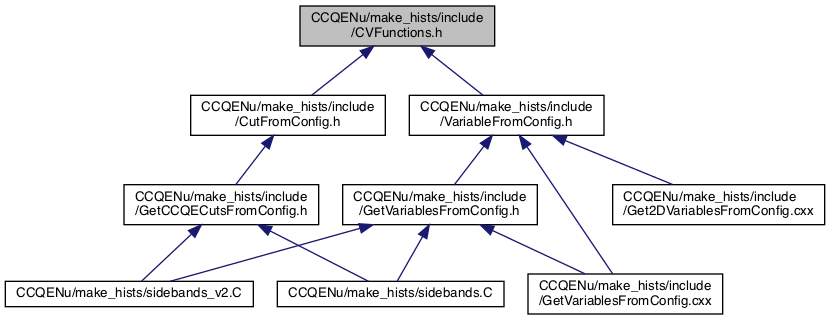 CCQENu/make_hists/include
/CVFunctions.h
CCQENu/make_hists/include
/CutFromConfig.h
CCQENu/make_hists/include
/VariableFromConfig.h
CCQENu/make_hists/include
/GetCCQECutsFromConfig.h
CCQENu/make_hists/include
/GetVariablesFromConfig.h
CCQENu/make_hists/include
/Get2DVariablesFromConfig.cxx
CCQENu/make_hists/sidebands_v2.C
CCQENu/make_hists/sidebands.C
CCQENu/make_hists/include
/GetVariablesFromConfig.cxx